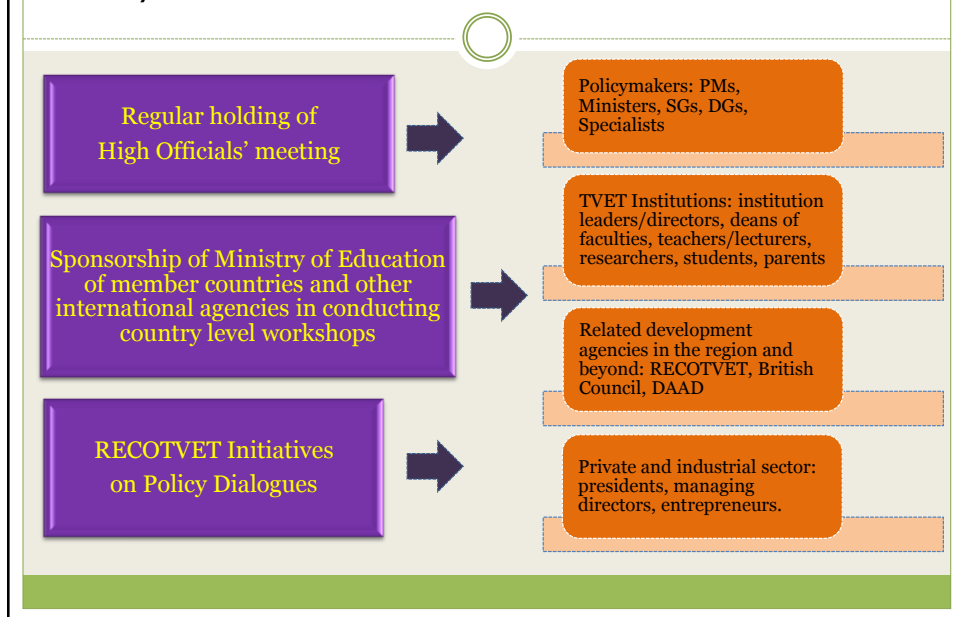 Regular holding of
High Officials’ meeting
Policymakers: PMs,
Ministers, SGs, DGs,
Specialists
Sponsorship of Ministry of Education
of member countries and other
international agencies in conducting
country level workshops
TVET Institutions: institution
leaders/directors, deans of
faculties, teachers/lecturers,
researchers, students, parents
Related development
agencies in the region and
beyond: RECOTVET, British
Council, DAAD
RECOTVET Initiatives
on Policy Dialogues
Private and industrial sector:
presidents, managing
directors, entrepreneurs.